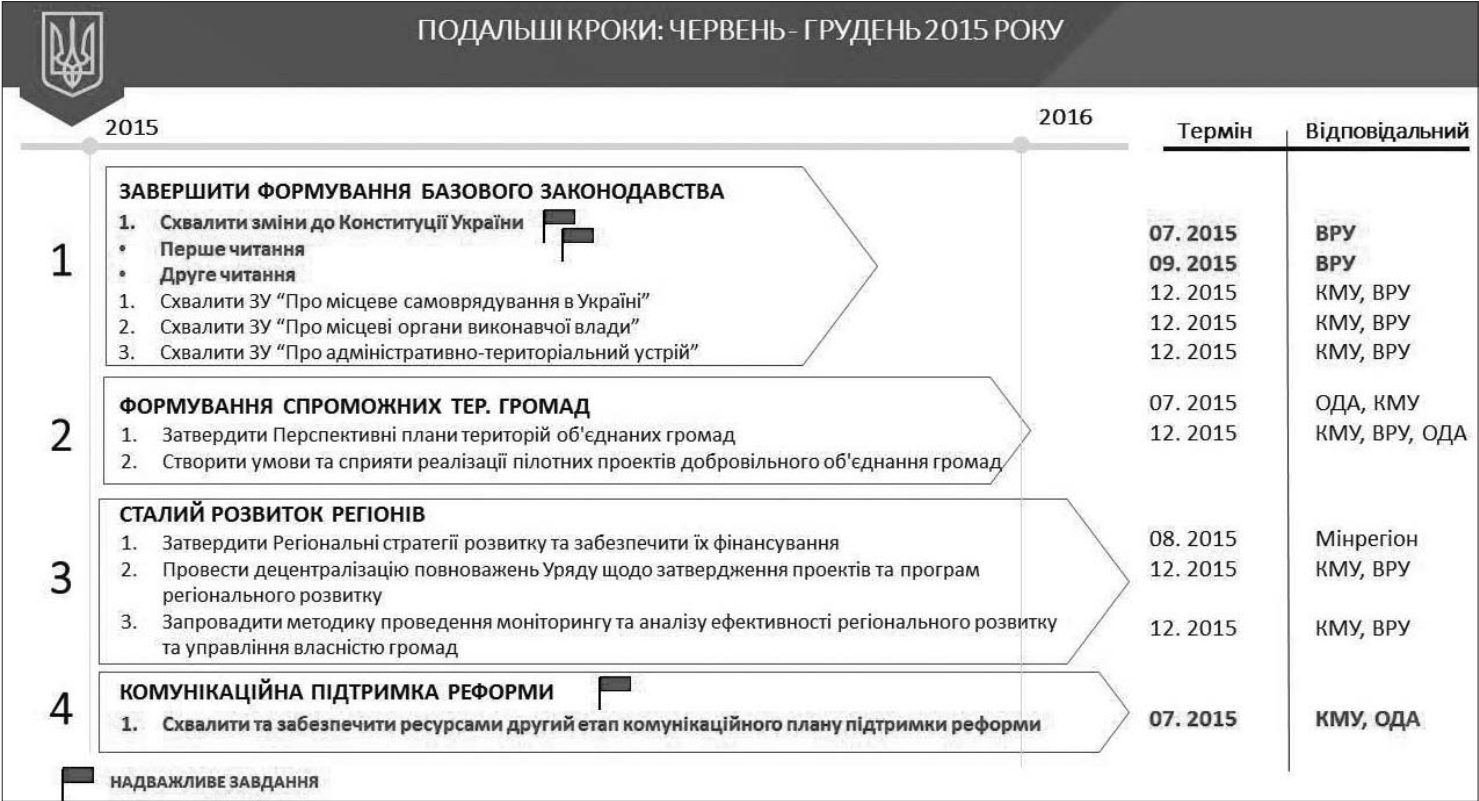 ПОДАЛЬШІ КРОКИ: ЧЕРВЕНЬ - ГРУДЕНЬ 2015 РОКУ
2015
2016
Термін
Відповідальний
1
ЗАВЕРШИТИ ФОРМУВАННЯ БАЗОВОГО ЗАКОНОДАВСТВА
1. Схвалити зміни до Конституції України
• Перше читання 07. 2015 ВРУ
• Друге читання 09. 2015 ВРУ
1. Схвалити ЗУ “Про місцеве самоврядування в Україні” 12. 2015 КМУ, ВРУ
2. Схвалити ЗУ “Про місцеві органи виконавчої влади” 12. 2015 КМУ, ВРУ
3. Схвалити ЗУ “Про адміністративно-територіальний устрій” 12. 2015 КМУ, ВРУ
2
ФОРМУВАННЯ СПРОМОЖНИХ ТЕР. ГРОМАД
1. Затвердити Перспективні плани територій об'єднаних громад 07. 2015 ОДА, КМУ
2. Створити умови та сприяти реалізації пілотних проектів добровільного об'єднання громад 12. 2015 КМУ, ВРУ, ОДА
3
СТАЛИЙ РОЗВИТОК РЕГІОНІВ
1. Затвердити Регіональні стратегії розвитку та забезпечити їх фінансування 08. 2015 Мінрегіон
2. Провести децентралізацію повноважень Уряду щодо затвердження проектів та програм 12. 2015 КМУ, ВРУ
регіонального розвитку
3. Запровадити методику проведення моніторингу та аналізу ефективності регіонального розвитку 12. 2015 КМУ, ВРУ
та управління власністю громад
4
КОМУНІКАЦІЙНА ПІДТРИМКА РЕФОРМИ
1. Схвалити та забезпечити ресурсами другий етап комунікаційного плану підтримки реформи 07. 2015 КМУ, ОДА
НАДВАЖЛИВЕ ЗАВДАННЯ